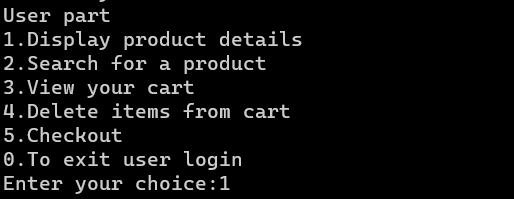 User part
1.Display product details
2.Search for a product
3.View your cart
4.Delete items from cart
5.Checkout
0.To exit user login
Enter your choice:1